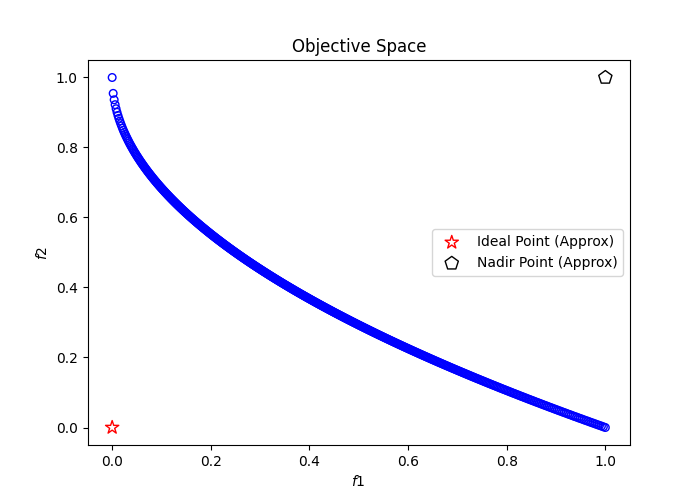 Objective Space
1.0
0.8
0.6
0.4
0.2
0.0
f2
Ideal Point (Approx)
Nadir Point (Approx)
0.0 0.2 0.4 0.6 0.8 1.0
f1